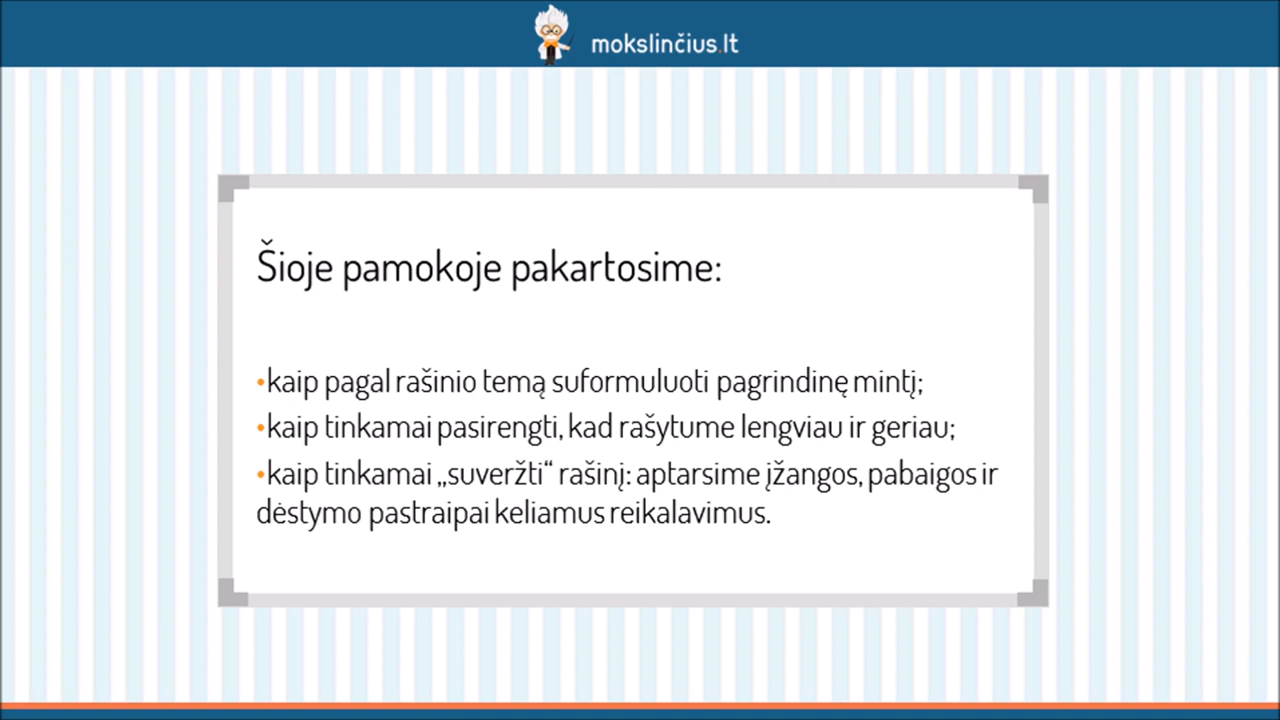 mokslinčius.lt
Šioje pamokoje pakartosime:
•kaip pagal rašinio temą suformuluoti pagrindinę mintį;
•kaip tinkamai pasirengti, kad rašytume lengviau ir geriau;
•kaip tinkamai „suveržti“ rašinį: aptarsime įžangos, pabaigos ir
dėstymo pastraipai keliamus reikalavimus.